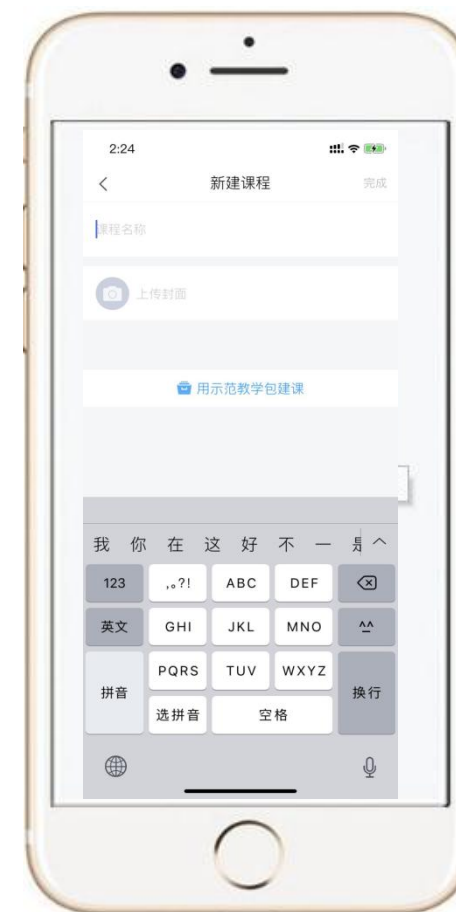 2:24
新建课程
完成
课程名称
上传封面
用示范教学包建课
我 你 在 这 好 不 一 是
123 ,。?! ABC DEF
英文 GHI JKL MNO ^^
拼音 PQRS TUV WXYZ 换行
选拼音 空格